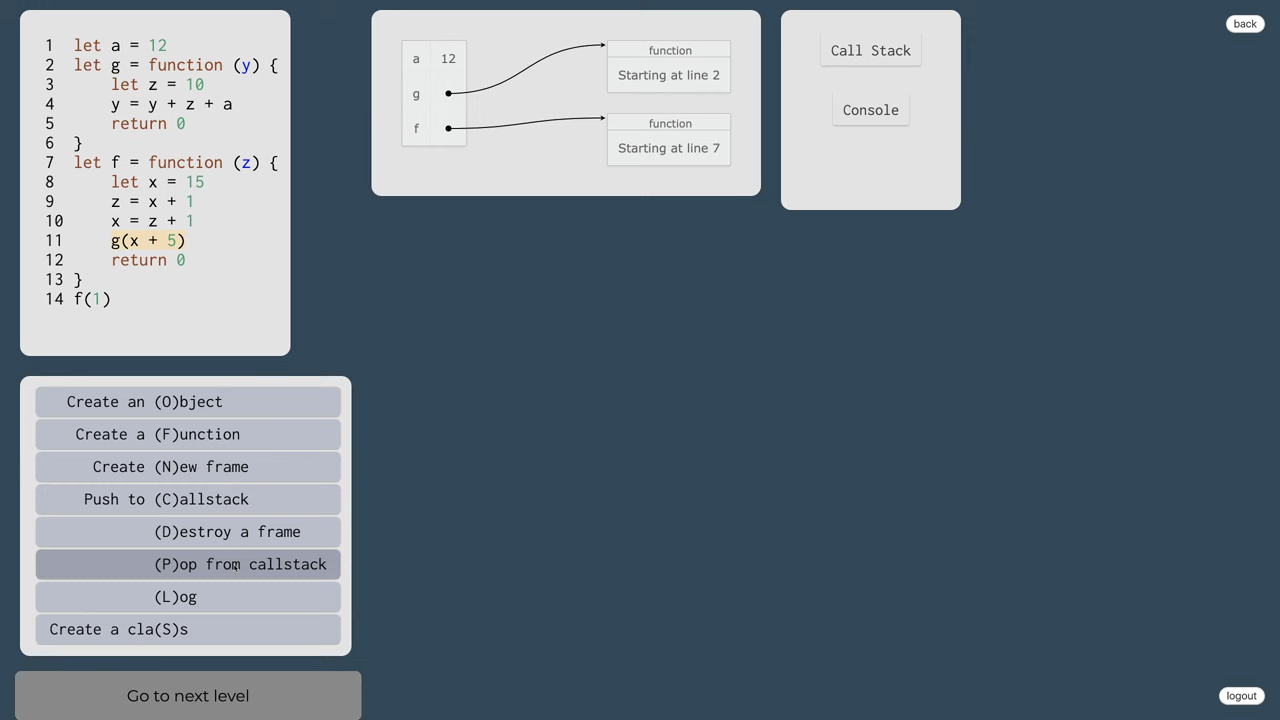 1 let a = 12
2 let g = function (y) {
3 let z = 10
4 y = y + z + a
5 return 0
6 }
7 let f = function (z) {
8 let x = 15
9 z = x + 1
10 x = z + 1
11 g(x + 5)
12 return 0
13 }
14 f(1)
a 12
g
f
function
Starting at line 2
function
Starting at line 7
Call Stack
Console
back
Create an (O)bject
Create a (F)unction
Create (N)ew frame
Push to (C)allstack
(D)estroy a frame
(P)op from callstack
(L)og
Create a cla(S)s
Go to next level
logout